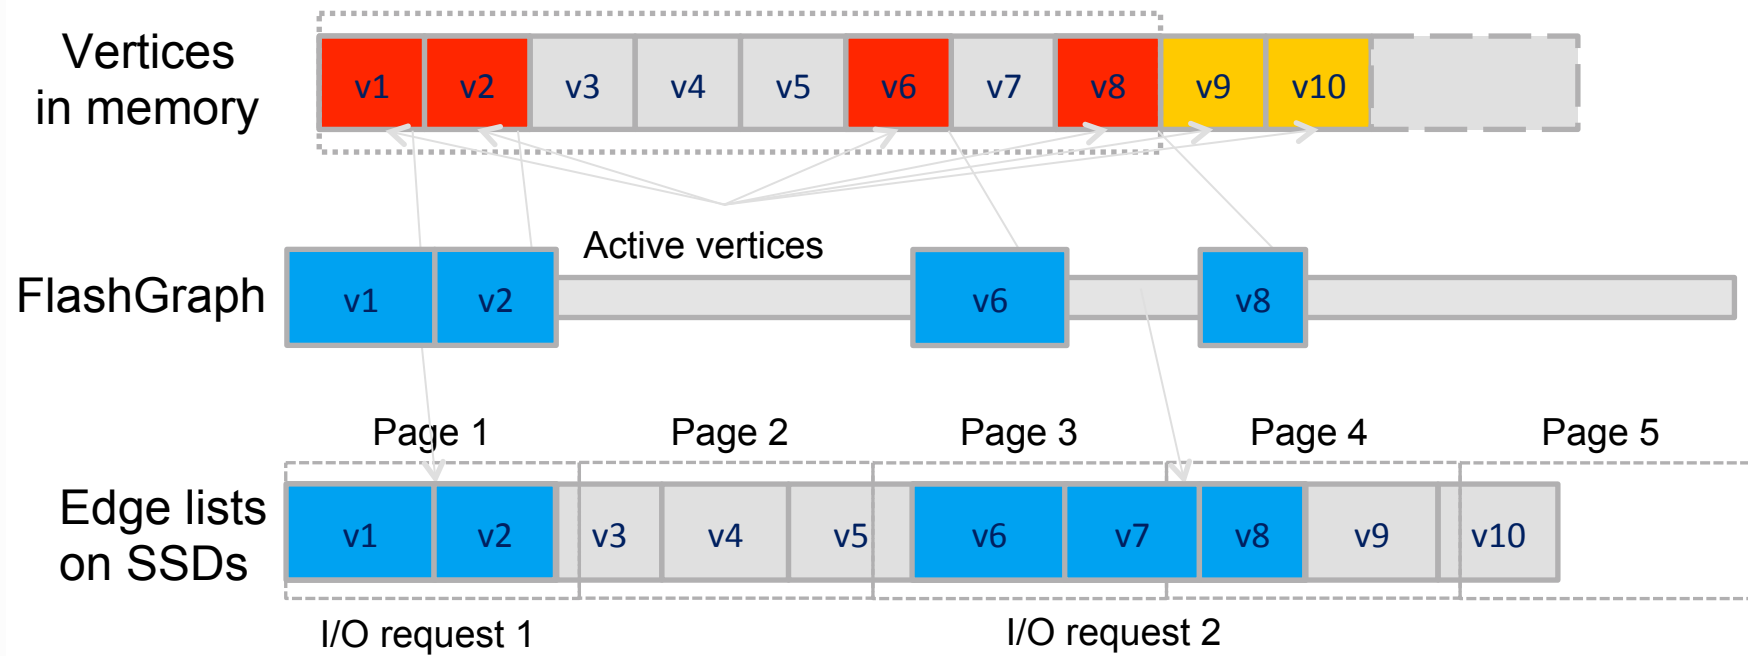 Vertices
in memory
v1 v2 v3 v4 v5 v6 v7 v8 v9 v10
Active vertices
FlashGraph
v1 v2 v6 v8
Page 1 Page 2 Page 3 Page 4 Page 5
Edge lists
on SSDs
v1 v2 v3 v4 v5 v6 v7 v8 v9 v10
I/O request 1 I/O request 2